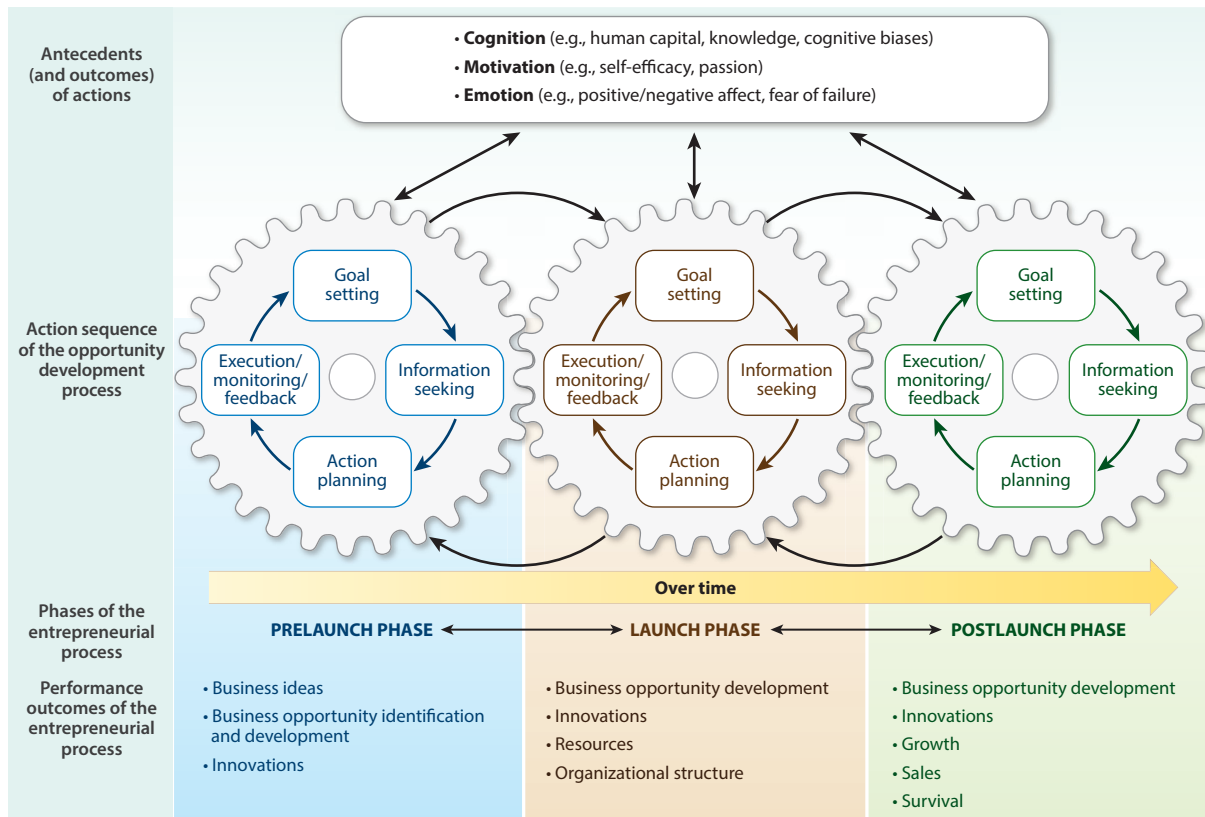 Antecedents
(and outcomes)
of actions
• Cognition (e.g., human capital, knowledge, cognitive biases)
• Motivation (e.g., self-efficacy, passion)
• Emotion (e.g., positive/negative affect, fear of failure)
Action sequence
of the opportunity
development
process
Goal
setting
Information
seeking
Action
planning
Execution/
monitoring/
feedback
Goal
setting
Information
seeking
Action
planning
Execution/
monitoring/
feedback
Goal
setting
Information
seeking
Action
planning
Execution/
monitoring/
feedback
Over time
Phases of the
entrepreneurial
process
PRELAUNCH PHASE
LAUNCH PHASE
POSTLAUNCH PHASE
Performance
outcomes of the
entrepreneurial
process
• Business ideas
• Business opportunity identification
and development
• Innovations
• Business opportunity development
• Innovations
• Resources
• Organizational structure
• Business opportunity development
• Innovations
• Growth
• Sales
• Survival